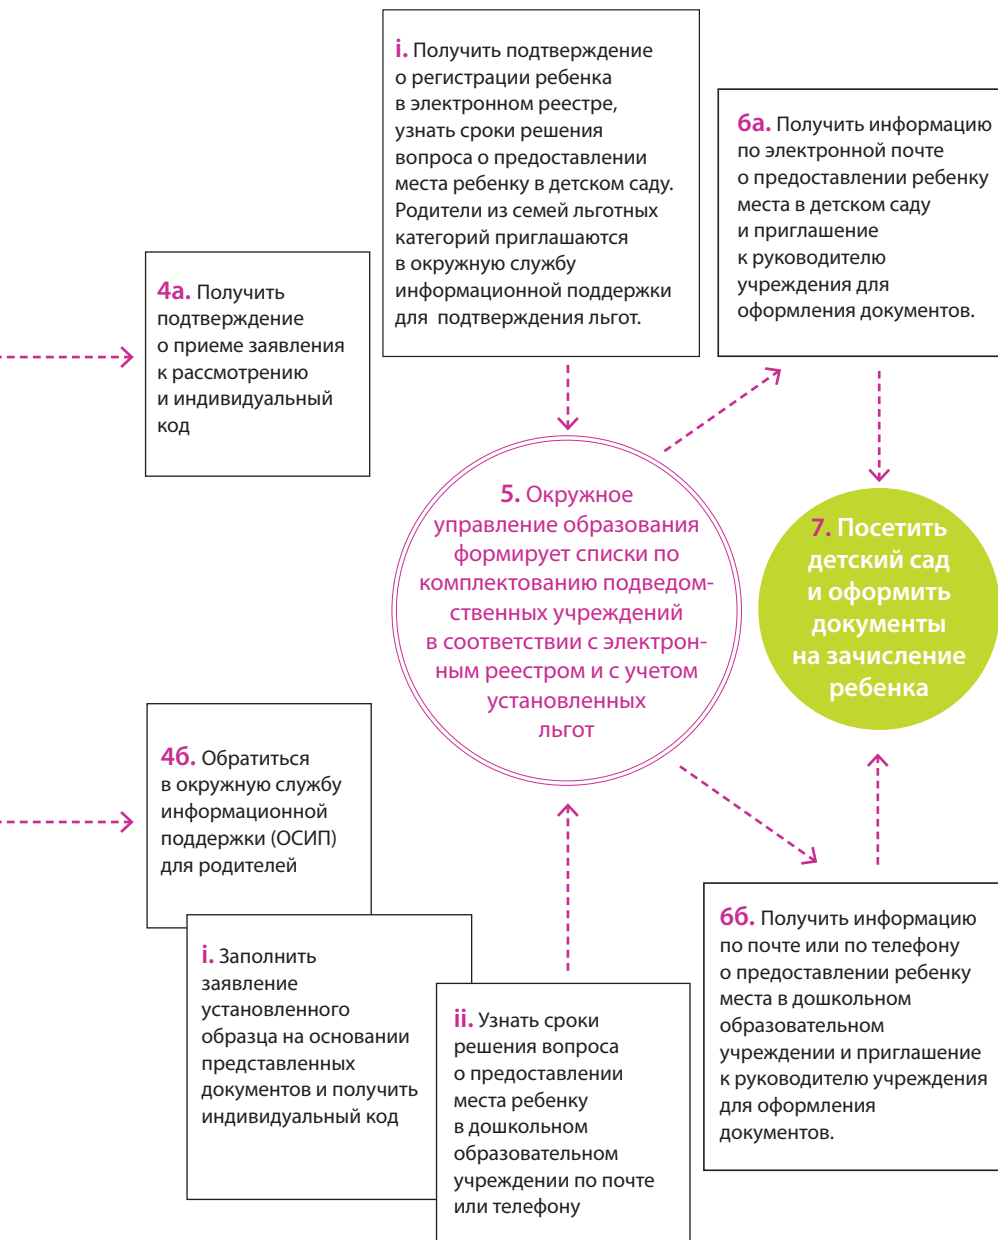 i. Получить подтверждение
о регистрации ребенка
в электронном реестре,
узнать сроки решения
вопроса о предоставлении
места ребенку в детском саду.
Родители из семей льготных
категорий приглашаются
в окружную службу
информационной поддержки
для подтверждения льгот.
6а. Получить информацию
по электронной почте
о предоставлении ребенку
места в детском саду
и приглашение
к руководителю
учреждения для
оформления документов.
4а. Получить
подтверждение
о приеме заявления
к рассмотрению
и индивидуальный
код
5. Окружное
управление образования
формирует списки по
комплектованию подведом-
ственных учреждений
в соответствии с электрон-
ным реестром и с учетом
установленных
льгот
7. Посетить
детский сад
и оформить
документы
на зачисление
ребенка
4б. Обратиться
в окружную службу
информационной
поддержки (ОСИП)
для родителей
i. Заполнить
заявление
установленного
образца на основании
представленных
документов и получить
индивидуальный код
ii. Узнать сроки
решения вопроса
о предоставлении
места ребенку
в дошкольном
образовательном
учреждении по почте
или телефону
6б. Получить информацию
по почте или по телефону
о предоставлении ребенку
места в дошкольном
образовательном
учреждении и приглашение
к руководителю учреждения
для оформления
документов.